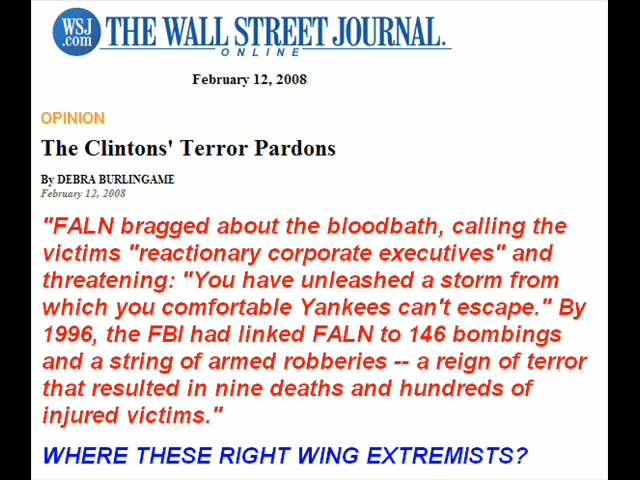 WSJ
.com
THE WALL STREET JOURNAL.
ONLINE
February 12, 2008
OPINION
The Clintons' Terror Pardons
By DEBRA BURLINGAME
February 12, 2008
"FALN bragged about the bloodbath, calling the
victims "reactionary corporate executives" and
threatening: "You have unleashed a storm from
which you comfortable Yankees can't escape." By
1996, the FBI had linked FALN to 146 bombings
and a string of armed robberies -- a reign of terror
that resulted in nine deaths and hundreds of
injured victims."
WHERE THESE RIGHT WING EXTREMISTS?